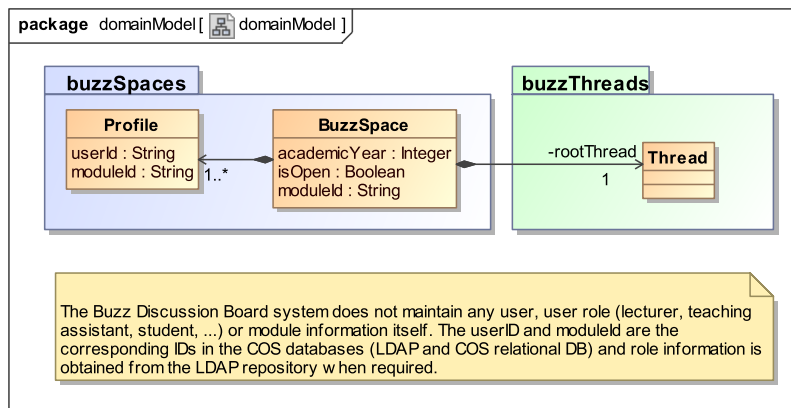 package domainModel [ domainModel ]
buzzSpaces
buzzThreads
Profile
userId : String
moduleId : String
BuzzSpace
academicYear : Integer
isOpen : Boolean
moduleId : String
1..*
-rootThread
1
Thread
The Buzz Discussion Board system does not maintain any user, user role (lecturer, teaching
assistant, student, ...) or module information itself. The userID and moduleId are the
corresponding IDs in the COS databases (LDAP and COS relational DB) and role information is
obtained from the LDAP repository when required.